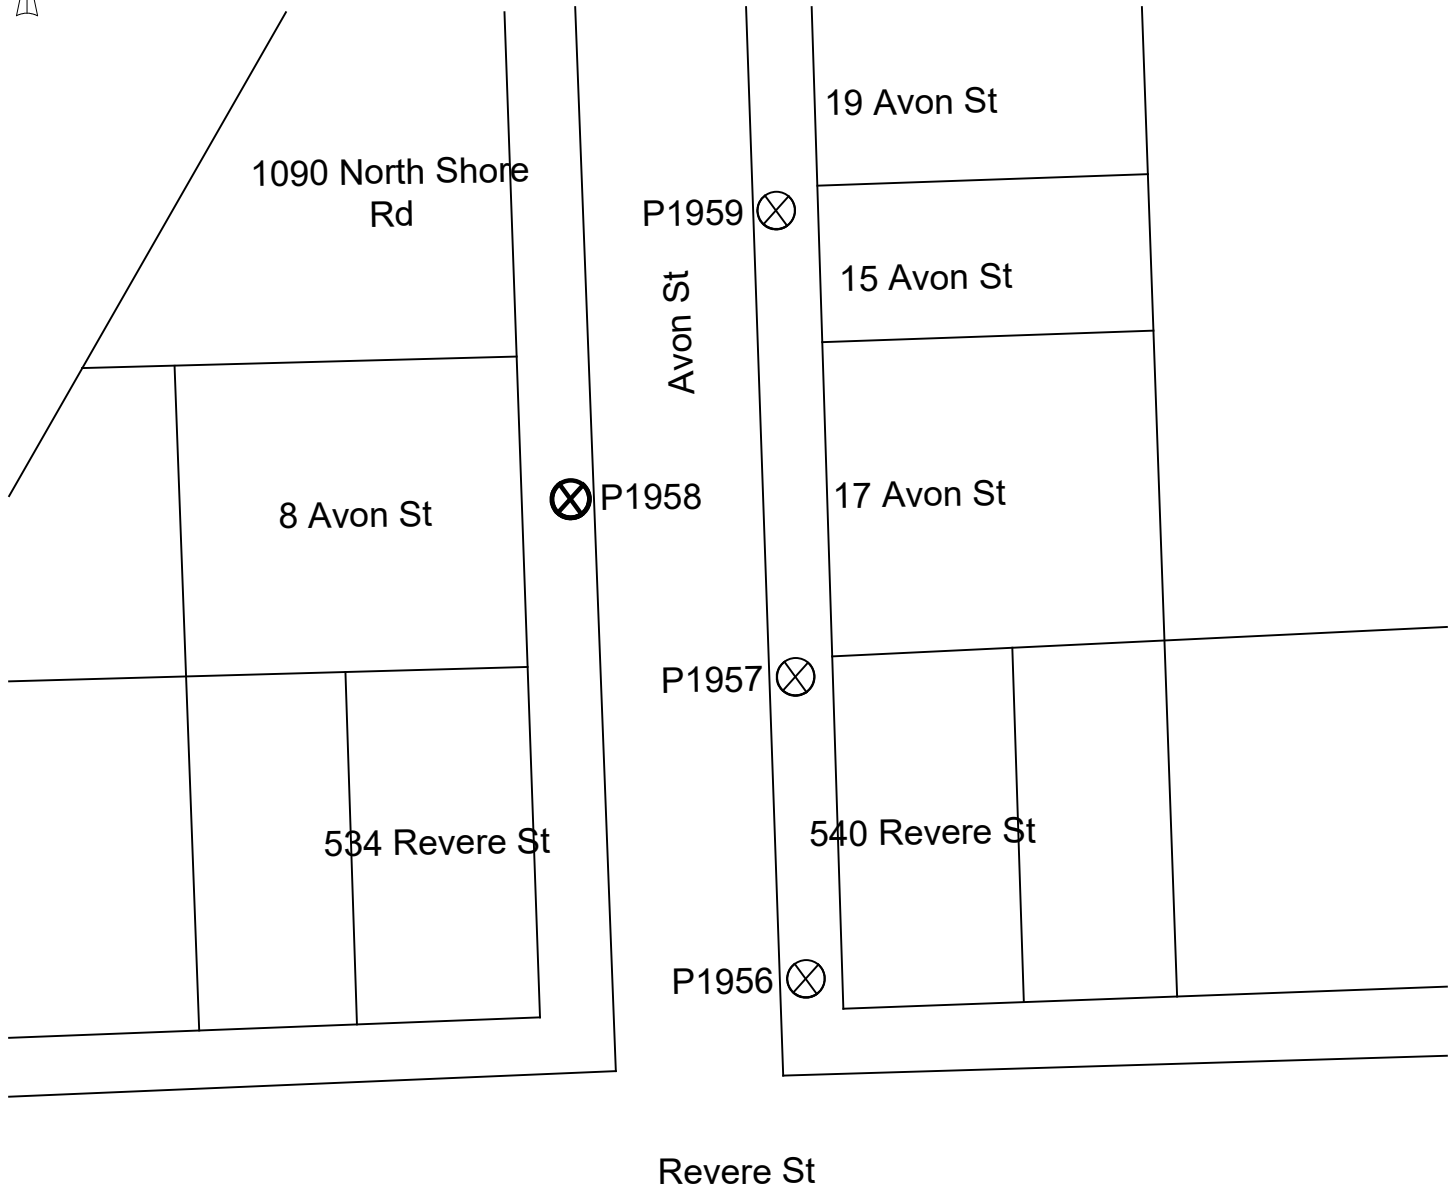 19 Avon St
1090 North Shore
Rd
P1959
15 Avon St
Avon St
P1958
17 Avon St
8 Avon St
P1957
534 Revere St
540 Revere St
P1956
Revere St